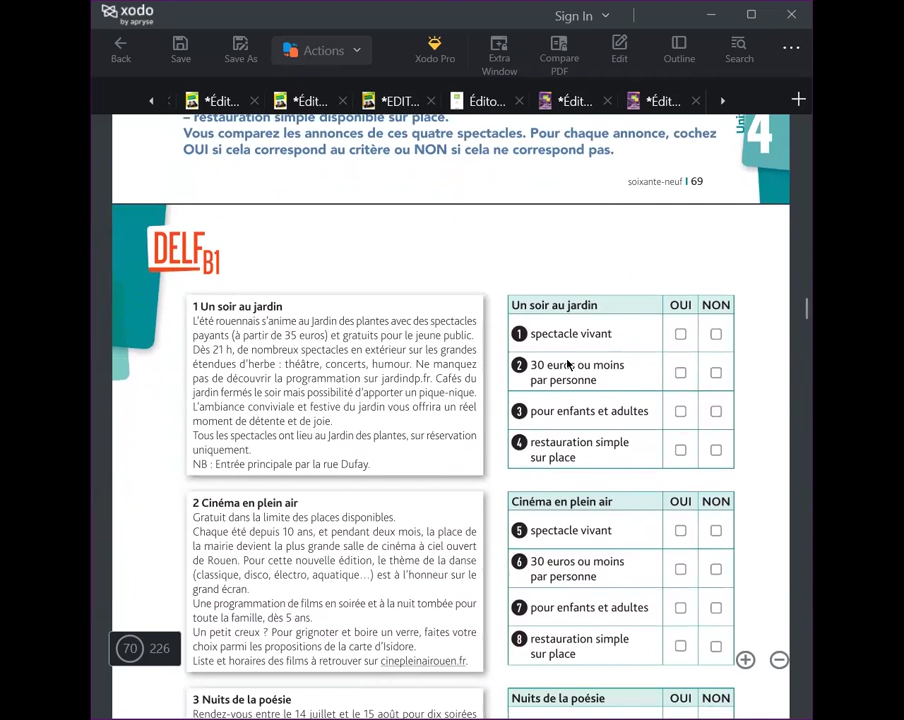 xodo
by apryse
Sign In
Back
Save
Save As
Actions
Xodo Pro
Extra Window
Compare PDF
Edit
Outline
Search
*Édit...
*Édit...
*EDIT...
Édito...
*Édit...
*Édit...
– restauration simple disponible sur place.
Vous comparez les annonces de ces quatre spectacles. Pour chaque annonce, cochez
OUI si cela correspond au critère ou NON si cela ne correspond pas.
4
soixante-neuf I 69
DELF B1
1 Un soir au jardin
L'été rouennais s'anime au Jardin des plantes avec des spectacles
payants (à partir de 35 euros) et gratuits pour le jeune public.
Dès 21 h, de nombreux spectacles en extérieur sur les grandes
étendues d'herbe : théâtre, concerts, humour. Ne manquez
pas de découvrir la programmation sur jardindp.fr. Cafés du
jardin fermés le soir mais possibilité d'apporter un pique-nique.
L'ambiance conviviale et festive du jardin vous offrira un réel
moment de détente et de joie.
Tous les spectacles ont lieu au Jardin des plantes, sur réservation
uniquement.
NB : Entrée principale par la rue Dufay.
Un soir au jardin OUI NON
1 spectacle vivant
2 30 euros ou moins
par personne
3 pour enfants et adultes
4 restauration simple
sur place
2 Cinéma en plein air
Gratuit dans la limite des places disponibles.
Chaque été depuis 10 ans, et pendant deux mois, la place de
la mairie devient la plus grande salle de cinéma à ciel ouvert
de Rouen. Pour cette nouvelle édition, le thème de la danse
(classique, disco, électro, aquatique...) est à l'honneur sur le
grand écran.
Une programmation de films en soirée et à la nuit tombée pour
toute la famille, dès 5 ans.
Un petit creux ? Pour grignoter et boire un verre, faites votre
choix parmi les propositions de la carte d'Isidore.
Liste et horaires des films à retrouver sur cinepleinairouen.fr.
Cinéma en plein air OUI NON
5 spectacle vivant
6 30 euros ou moins
par personne
7 pour enfants et adultes
8 restauration simple
sur place
70 226
3 Nuits de la poésie
Rendez-vous entre le 14 juillet et le 15 août pour dix soirées
Nuits de la poésie OUI NON